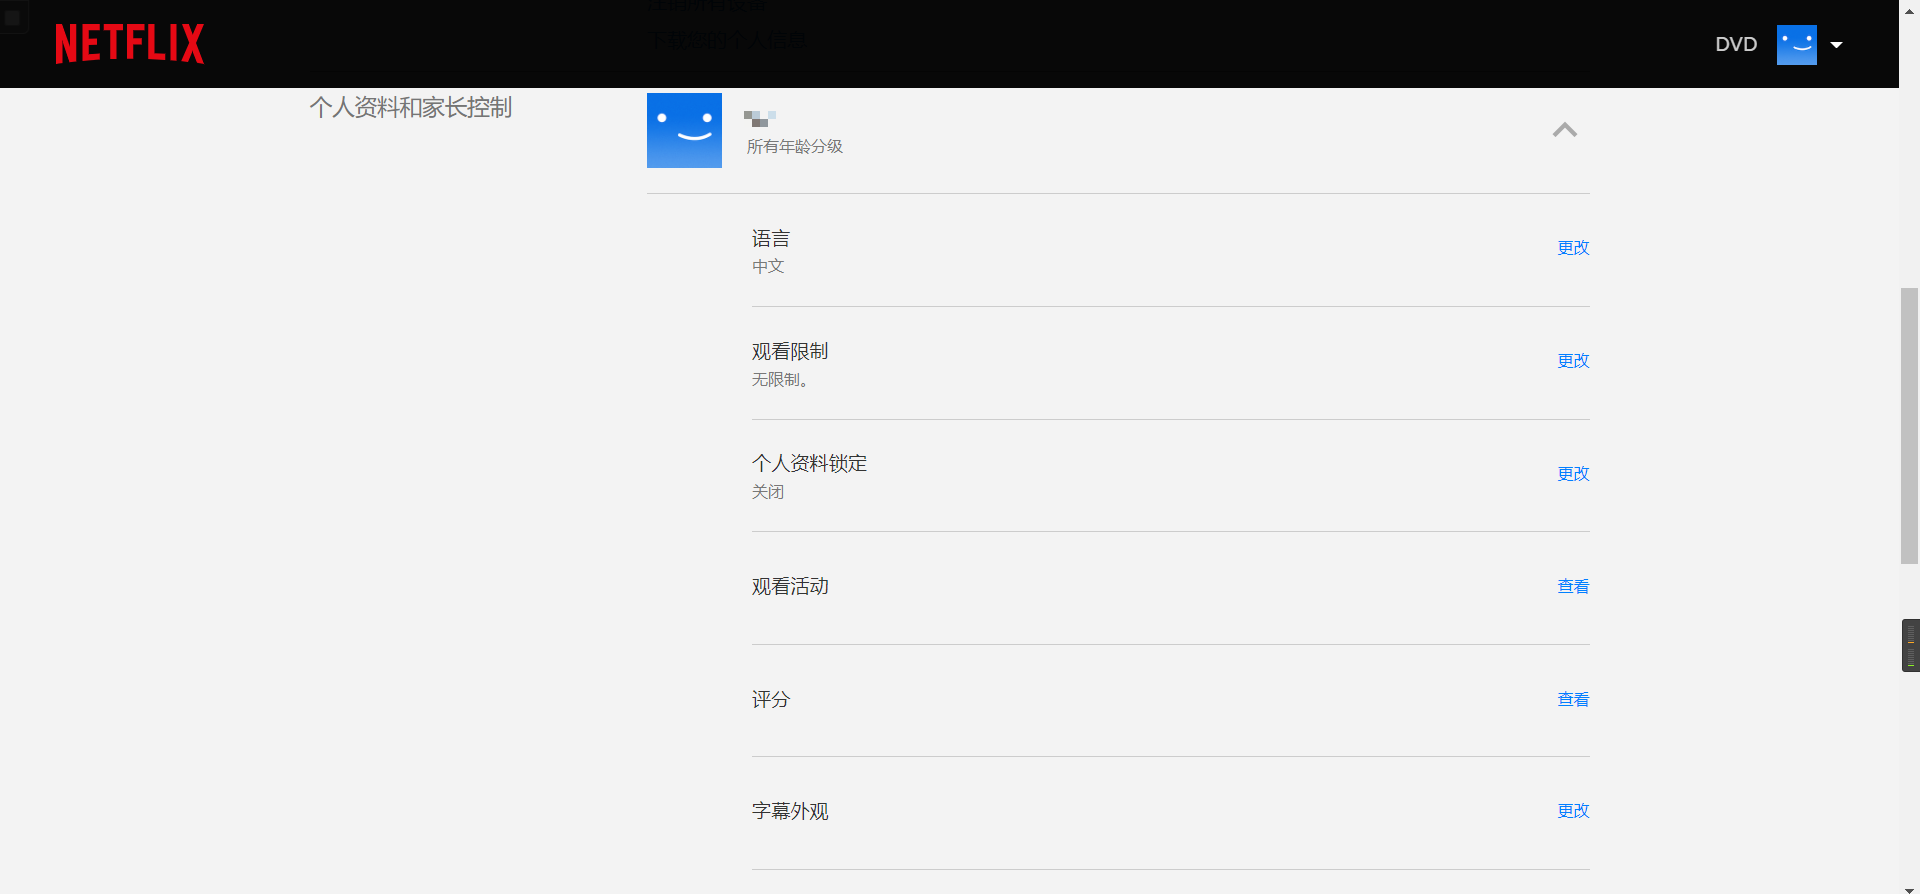 下载您的个人信息
NETFLIX
DVD
个人资料和家长控制
所有年龄分级
语言
中文
更改
观看限制
无限制。
更改
个人资料锁定
关闭
更改
观看活动
查看
评分
查看
字幕外观
更改